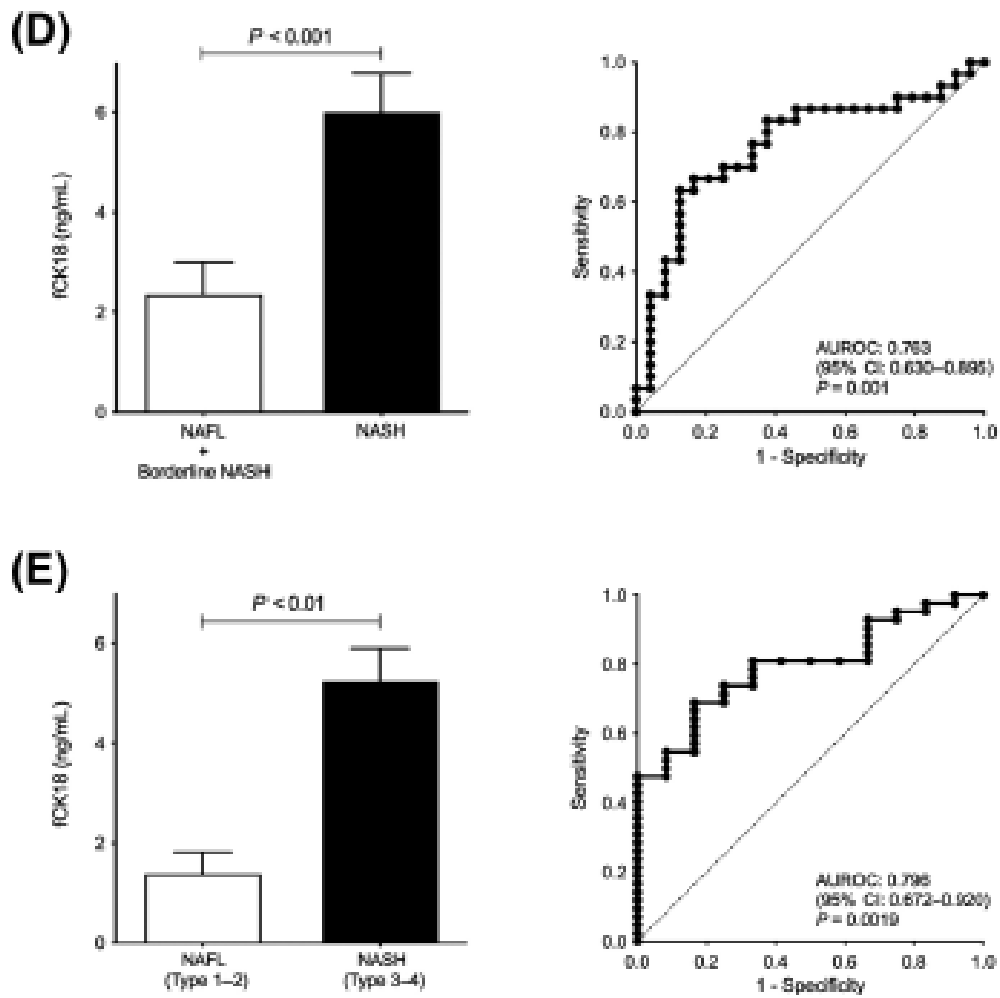 (D)
P < 0.001
6
4
2
0
fCK18 (ng/mL)
NAFL
+
Borderline NASH
NASH
1.0
0.8
0.6
0.4
0.2
0.0
Sensitivity
AUROC: 0.763
(95% CI: 0.630–0.895)
P = 0.001
0.0 0.2 0.4 0.6 0.8 1.0
1 - Specificity
(E)
P < 0.01
6
4
2
0
fCK18 (ng/mL)
NAFL
(Type 1–2)
NASH
(Type 3–4)
1.0
0.8
0.6
0.4
0.2
0.0
Sensitivity
AUROC: 0.796
(95% CI: 0.672–0.920)
P = 0.0019
0.0 0.2 0.4 0.6 0.8 1.0
1 - Specificity